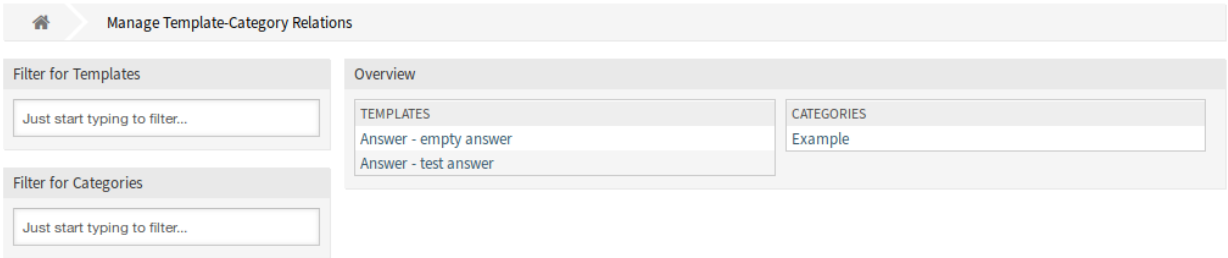 Manage Template-Category Relations
Filter for Templates
Just start typing to filter...
Filter for Categories
Just start typing to filter...
Overview
TEMPLATES
Answer - empty answer
Answer - test answer
CATEGORIES
Example